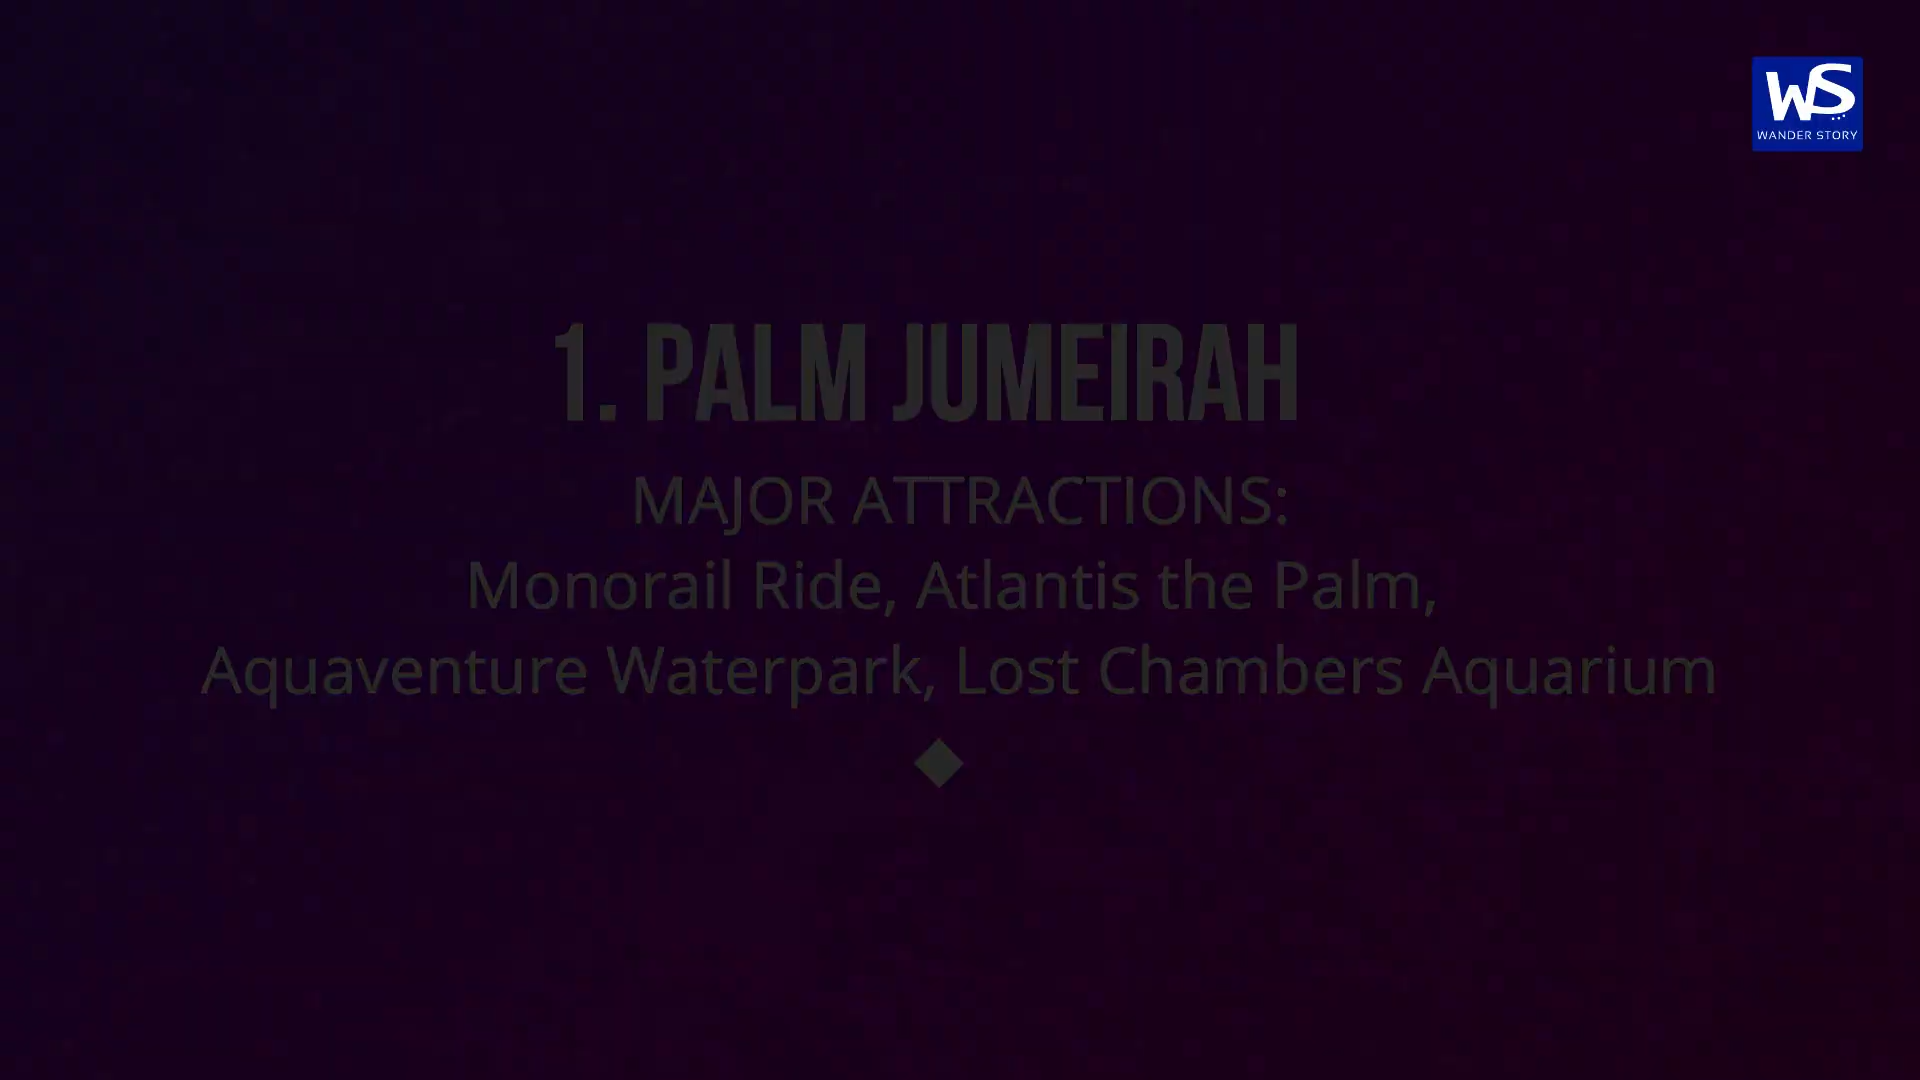 WS
WANDER STORY
1. PALM JUMEIRAH
MAJOR ATTRACTIONS:
Monorail Ride, Atlantis the Palm,
Aquaventure Waterpark, Lost Chambers Aquarium